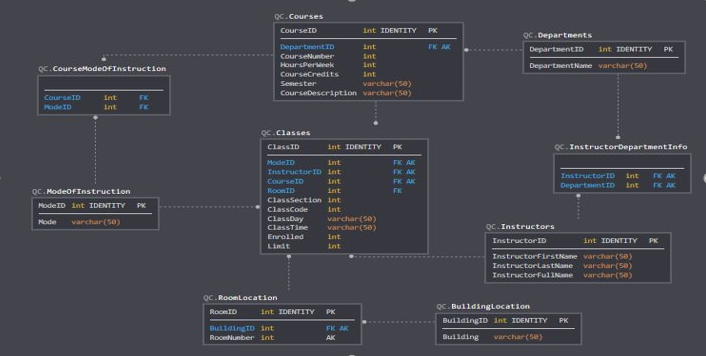 QC.Courses
CourseID int IDENTITY PK
DepartmentID int FK AK
CourseNumber int
HoursPerWeek int
CourseCredits int
Semester varchar(50)
CourseDescription varchar(50)
QC.Departments
DepartmentID int IDENTITY PK
DepartmentName varchar(50)
QC.CourseModeOfInstruction
CourseID int FK
ModeID int FK
QC.Classes
ClassID int IDENTITY PK
ModeID int FK AK
InstructorID int FK AK
CourseID int FK AK
RoomID int FK
ClassSection int
ClassCode int
ClassDay varchar(50)
ClassTime varchar(50)
Enrolled int
Limit int
QC.InstructorDepartmentInfo
InstructorID int FK AK
DepartmentID int FK AK
QC.ModeOfInstruction
ModeID int IDENTITY PK
Mode varchar(50)
QC.Instructors
InstructorID int IDENTITY PK
InstructorFirstName varchar(50)
InstructorLastName varchar(50)
InstructorFullName varchar(50)
QC.RoomLocation
RoomID int IDENTITY PK
BuildingID int FK AK
RoomNumber int AK
QC.BuildingLocation
BuildingID int IDENTITY PK
Building varchar(50)